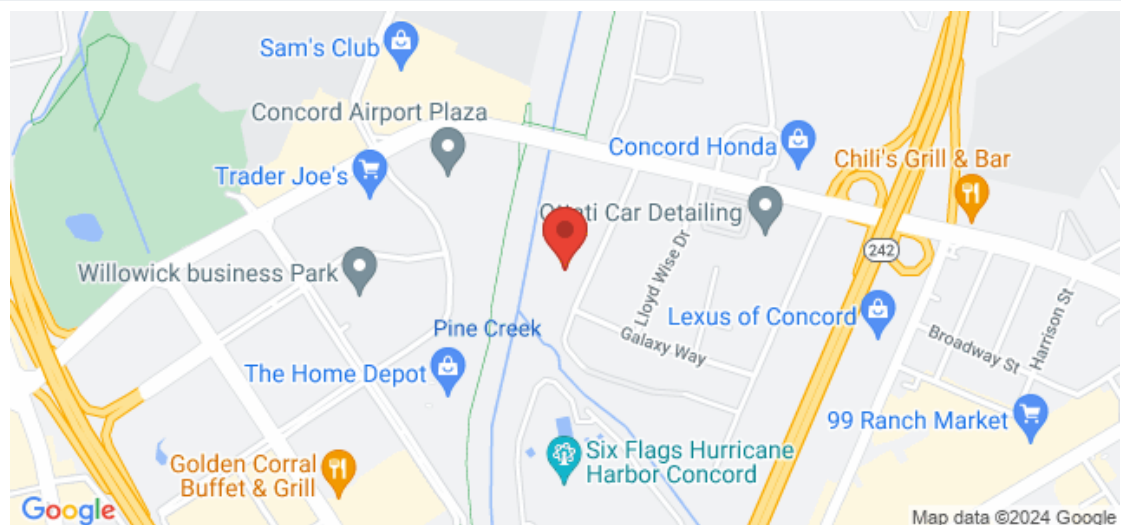 Sam's Club
Concord Airport Plaza
Concord Honda
Chili's Grill & Bar
Trader Joe's
Car Detailing
242
Willowick business Park
Lloyd Wise Dr
Harrison St
Lexus of Concord
Pine Creek
Galaxy Way
Broadway St
The Home Depot
99 Ranch Market
Six Flags Hurricane
Harbor Concord
Golden Corral
Buffet & Grill
Google
Map data ©2024 Google